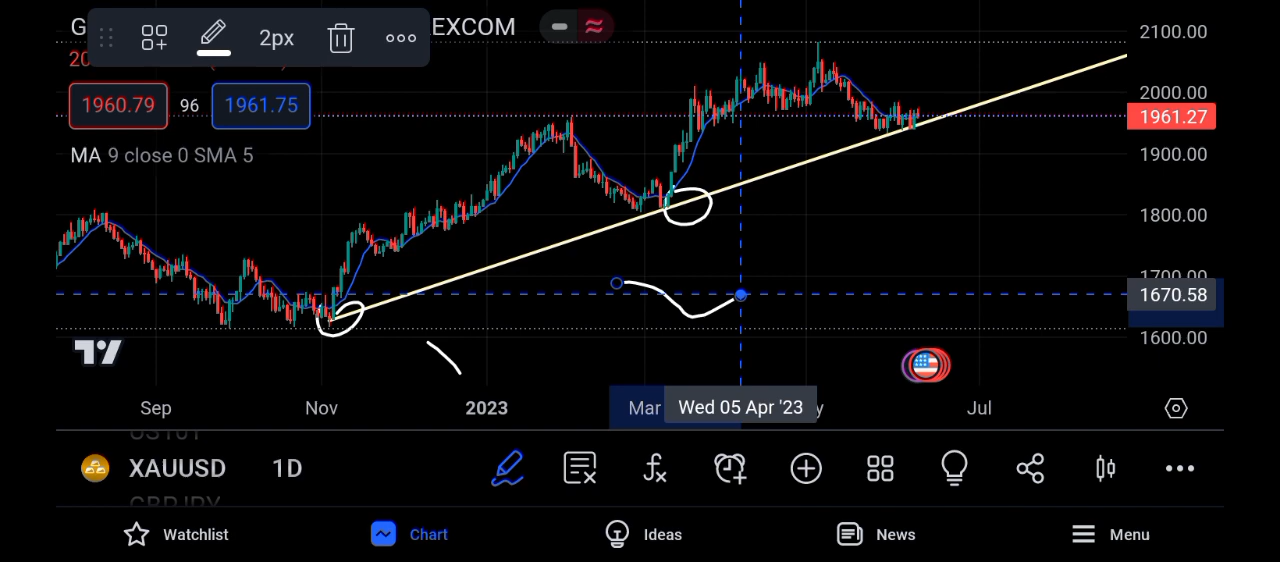 G
2px
EXCOM
20
1960.79 96 1961.75
MA 9 close 0 SMA 5
2100.00
2000.00
1961.27
1900.00
1800.00
1700.00
1670.58
1600.00
Sep Nov 2023 Mar Wed 05 Apr '23 y Jul
XAUUSD 1D
GBPJPY
Watchlist Chart Ideas News Menu